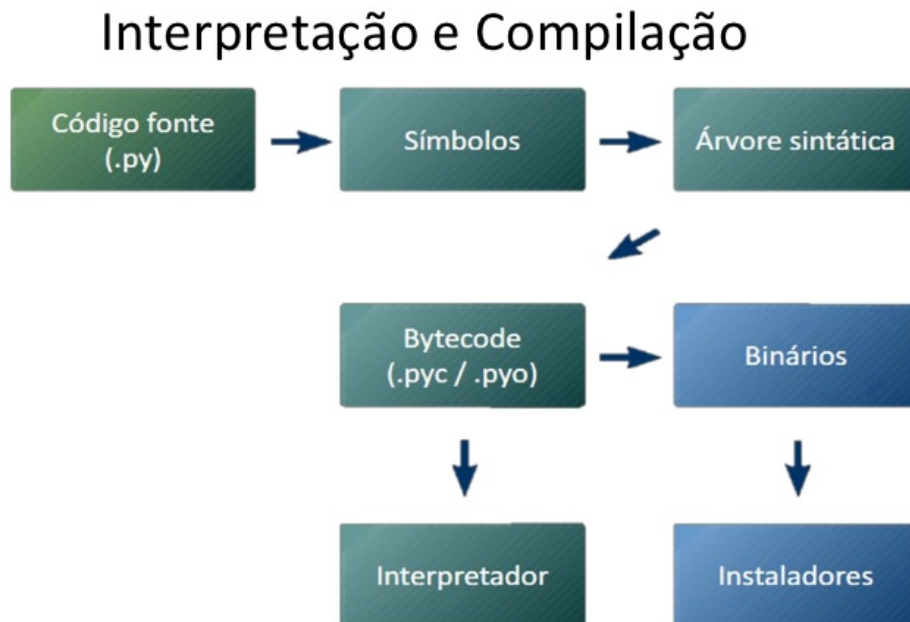 Interpretação e Compilação
Código fonte
(.py)
Símbolos
Árvore sintática
Bytecode
(.pyc / .pyo)
Binários
Interpretador
Instaladores